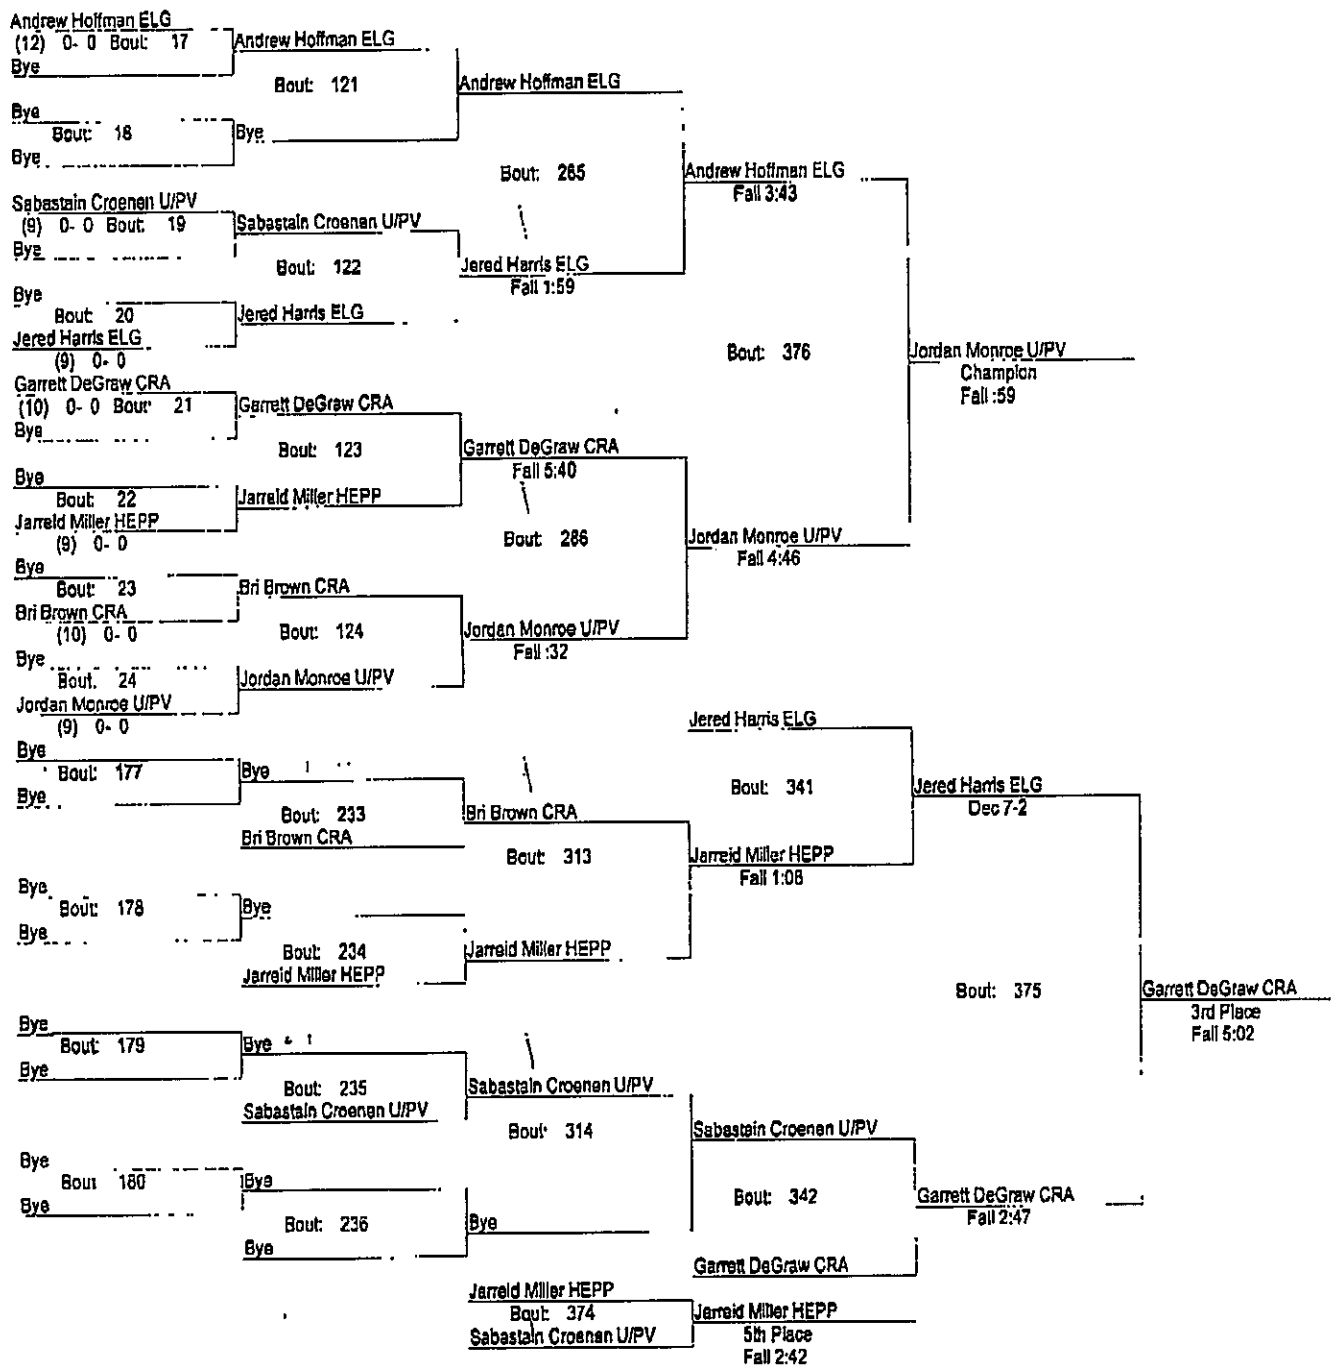 Andrew Hoffman ELG
(12) 0- 0 Bout: 17
Bye
Andrew Hoffman ELG
Bout: 121
Bye
Bout: 18
Bye
Bye
Andrew Hoffman ELG
Bout: 265
Sabastain Croenen U/PV
(9) 0- 0 Bout: 19
Bye
Sabastain Croenen U/PV
Bout: 122
Bye
Bout: 20
Jered Harris ELG
(9) 0- 0
Jered Harris ELG
Jered Harris ELG
Fall 1:59
Andrew Hoffman ELG
Fall 3:43
Bout: 376
Jordan Monroe U/PV
Champion
Fall :59
Garrett DeGraw CRA
(10) 0- 0 Bout: 21
Bye
Garrett DeGraw CRA
Bout: 123
Bye
Bout: 22
Jarreid Miller HEPP
(9) 0- 0
Jarreid Miller HEPP
Garrett DeGraw CRA
Fall 5:40
Bout: 266
Jordan Monroe U/PV
Fall 4:46
Bye
Bout: 23
Bri Brown CRA
(10) 0- 0
Bri Brown CRA
Bout: 124
Bye
Bout: 24
Jordan Monroe U/PV
(9) 0- 0
Jordan Monroe U/PV
Jordan Monroe U/PV
Fall :32
Bye
Bout: 177
Bye
Bye
Bout: 233
Bri Brown CRA
Bri Brown CRA
Bout: 313
Bye
Bout: 178
Bye
Bye
Bout: 234
Jarreid Miller HEPP
Jarreid Miller HEPP
Jered Harris ELG
Bout: 341
Jarreid Miller HEPP
Fall 1:06
Jered Harris ELG
Dec 7-2
Bout: 375
Garrett DeGraw CRA
3rd Place
Fall 5:02
Bye
Bout: 179
Bye
Bye
Bout: 235
Sabastain Croenen U/PV
Sabastain Croenen U/PV
Bout: 314
Bye
Bout 180
Bye
Bye
Bout: 236
Bye
Bye
Sabastain Croenen U/PV
Bout: 342
Garrett DeGraw CRA
Garrett DeGraw CRA
Fall 2:47
Jarreid Miller HEPP
Bout: 374
Sabastain Croenen U/PV
Jarreid Miller HEPP
5th Place
Fall 2:42